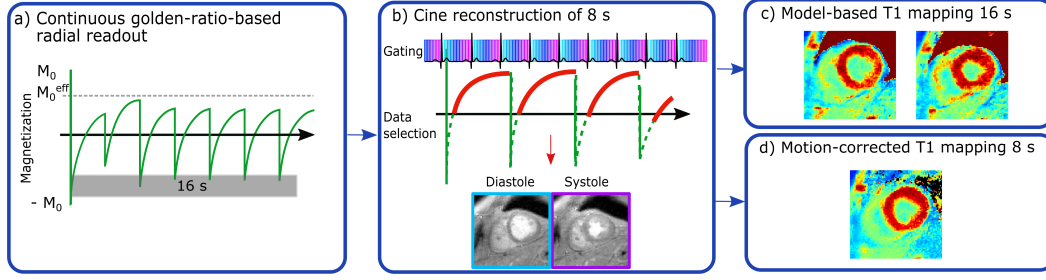 a) Continuous golden-ratio-based
radial readout
M₀
M₀ᵉᶠᶠ
Magnetization
16 s
- M₀
b) Cine reconstruction of 8 s
Gating
Data
selection
Diastole
Systole
c) Model-based T1 mapping 16 s
d) Motion-corrected T1 mapping 8 s